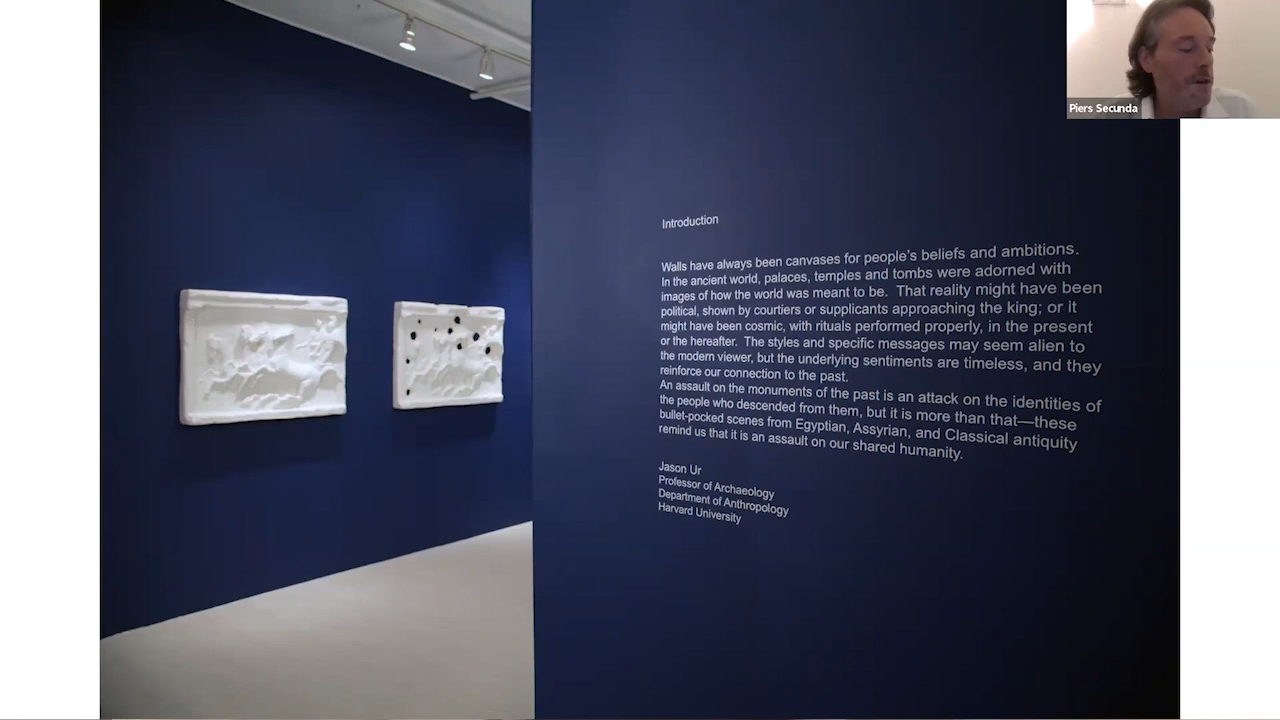 Piers Secunda
Introduction
Walls have always been canvases for people's beliefs and ambitions.
In the ancient world, palaces, temples and tombs were adorned with
images of how the world was meant to be. That reality might have been
political, shown by courtiers or supplicants approaching the king; or it
might have been cosmic, with rituals performed properly, in the present
or the hereafter. The styles and specific messages may seem alien to
the modern viewer, but the underlying sentiments are timeless, and they
reinforce our connection to the past.
An assault on the monuments of the past is an attack on the identities of
the people who descended from them, but it is more than that—these
bullet-pocked scenes from Egyptian, Assyrian, and Classical antiquity
remind us that it is an assault on our shared humanity.
Jason Ur
Professor of Archaeology
Department of Anthropology
Harvard University